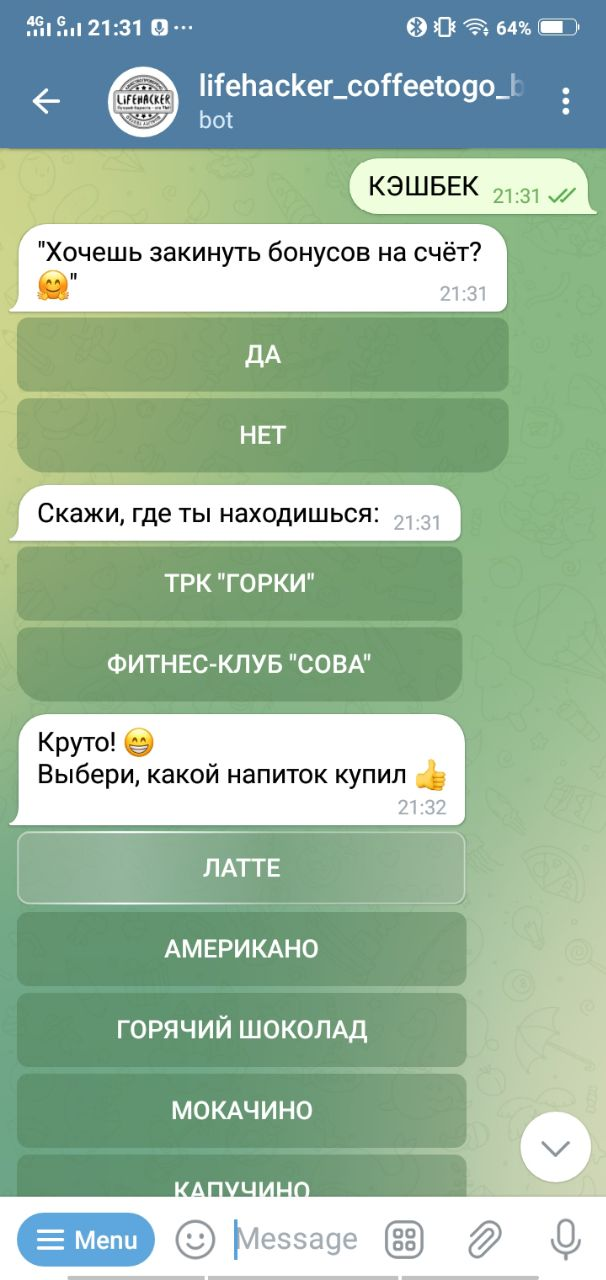 4G G 21:31 64%
lifehacker_coffeetogo_b
bot
LIFEHACKER
КЭШБЕК 21:31
"Хочешь закинуть бонусов на счёт?
🤗"
21:31
ДА
НЕТ
Скажи, где ты находишься: 21:31
ТРК "ГОРКИ"
ФИТНЕС-КЛУБ "СОВА"
Круто! 😁
Выбери, какой напиток купил 👍
21:32
ЛАТТЕ
АМЕРИКАНО
ГОРЯЧИЙ ШОКОЛАД
МОКАЧИНО
КАПУЧИНО
Menu Message